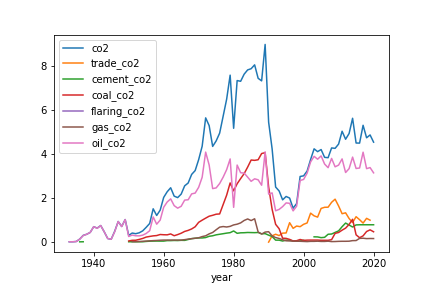 co2
trade_co2
cement_co2
coal_co2
flaring_co2
gas_co2
oil_co2
8
6
4
2
0
1940 1960 1980 2000 2020
year